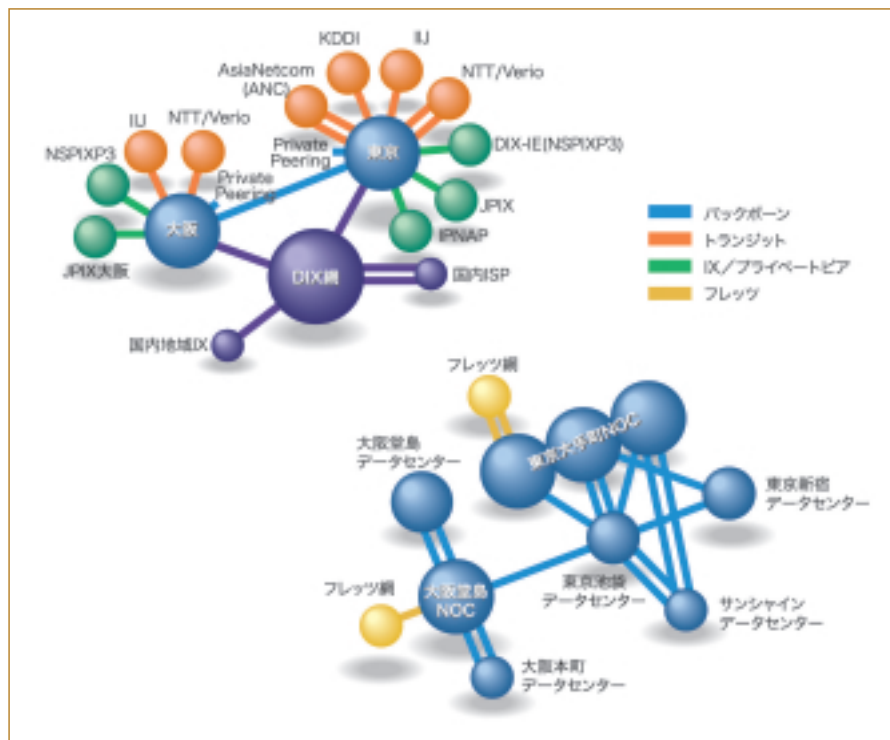 KDDI
IIJ
AsiaNetcom
(ANC)
NTT/Verio
IIJ
NTT/Verio
NSPIXP3
Private
Peering
東京
DIX-IE(NSPIXP3)
Private
Peering
JPIX
大阪
JPNAP
JPIX大阪
DIX網
国内ISP
国内地域IX
バックボーン
トランジット
IX/プライベートピア
フレッツ
フレッツ網
東京大手町NOC
大阪堂島
データセンター
東京新宿
データセンター
東京池袋
データセンター
フレッツ網
大阪堂島
NOC
サンシャイン
データセンター
大阪本町
データセンター